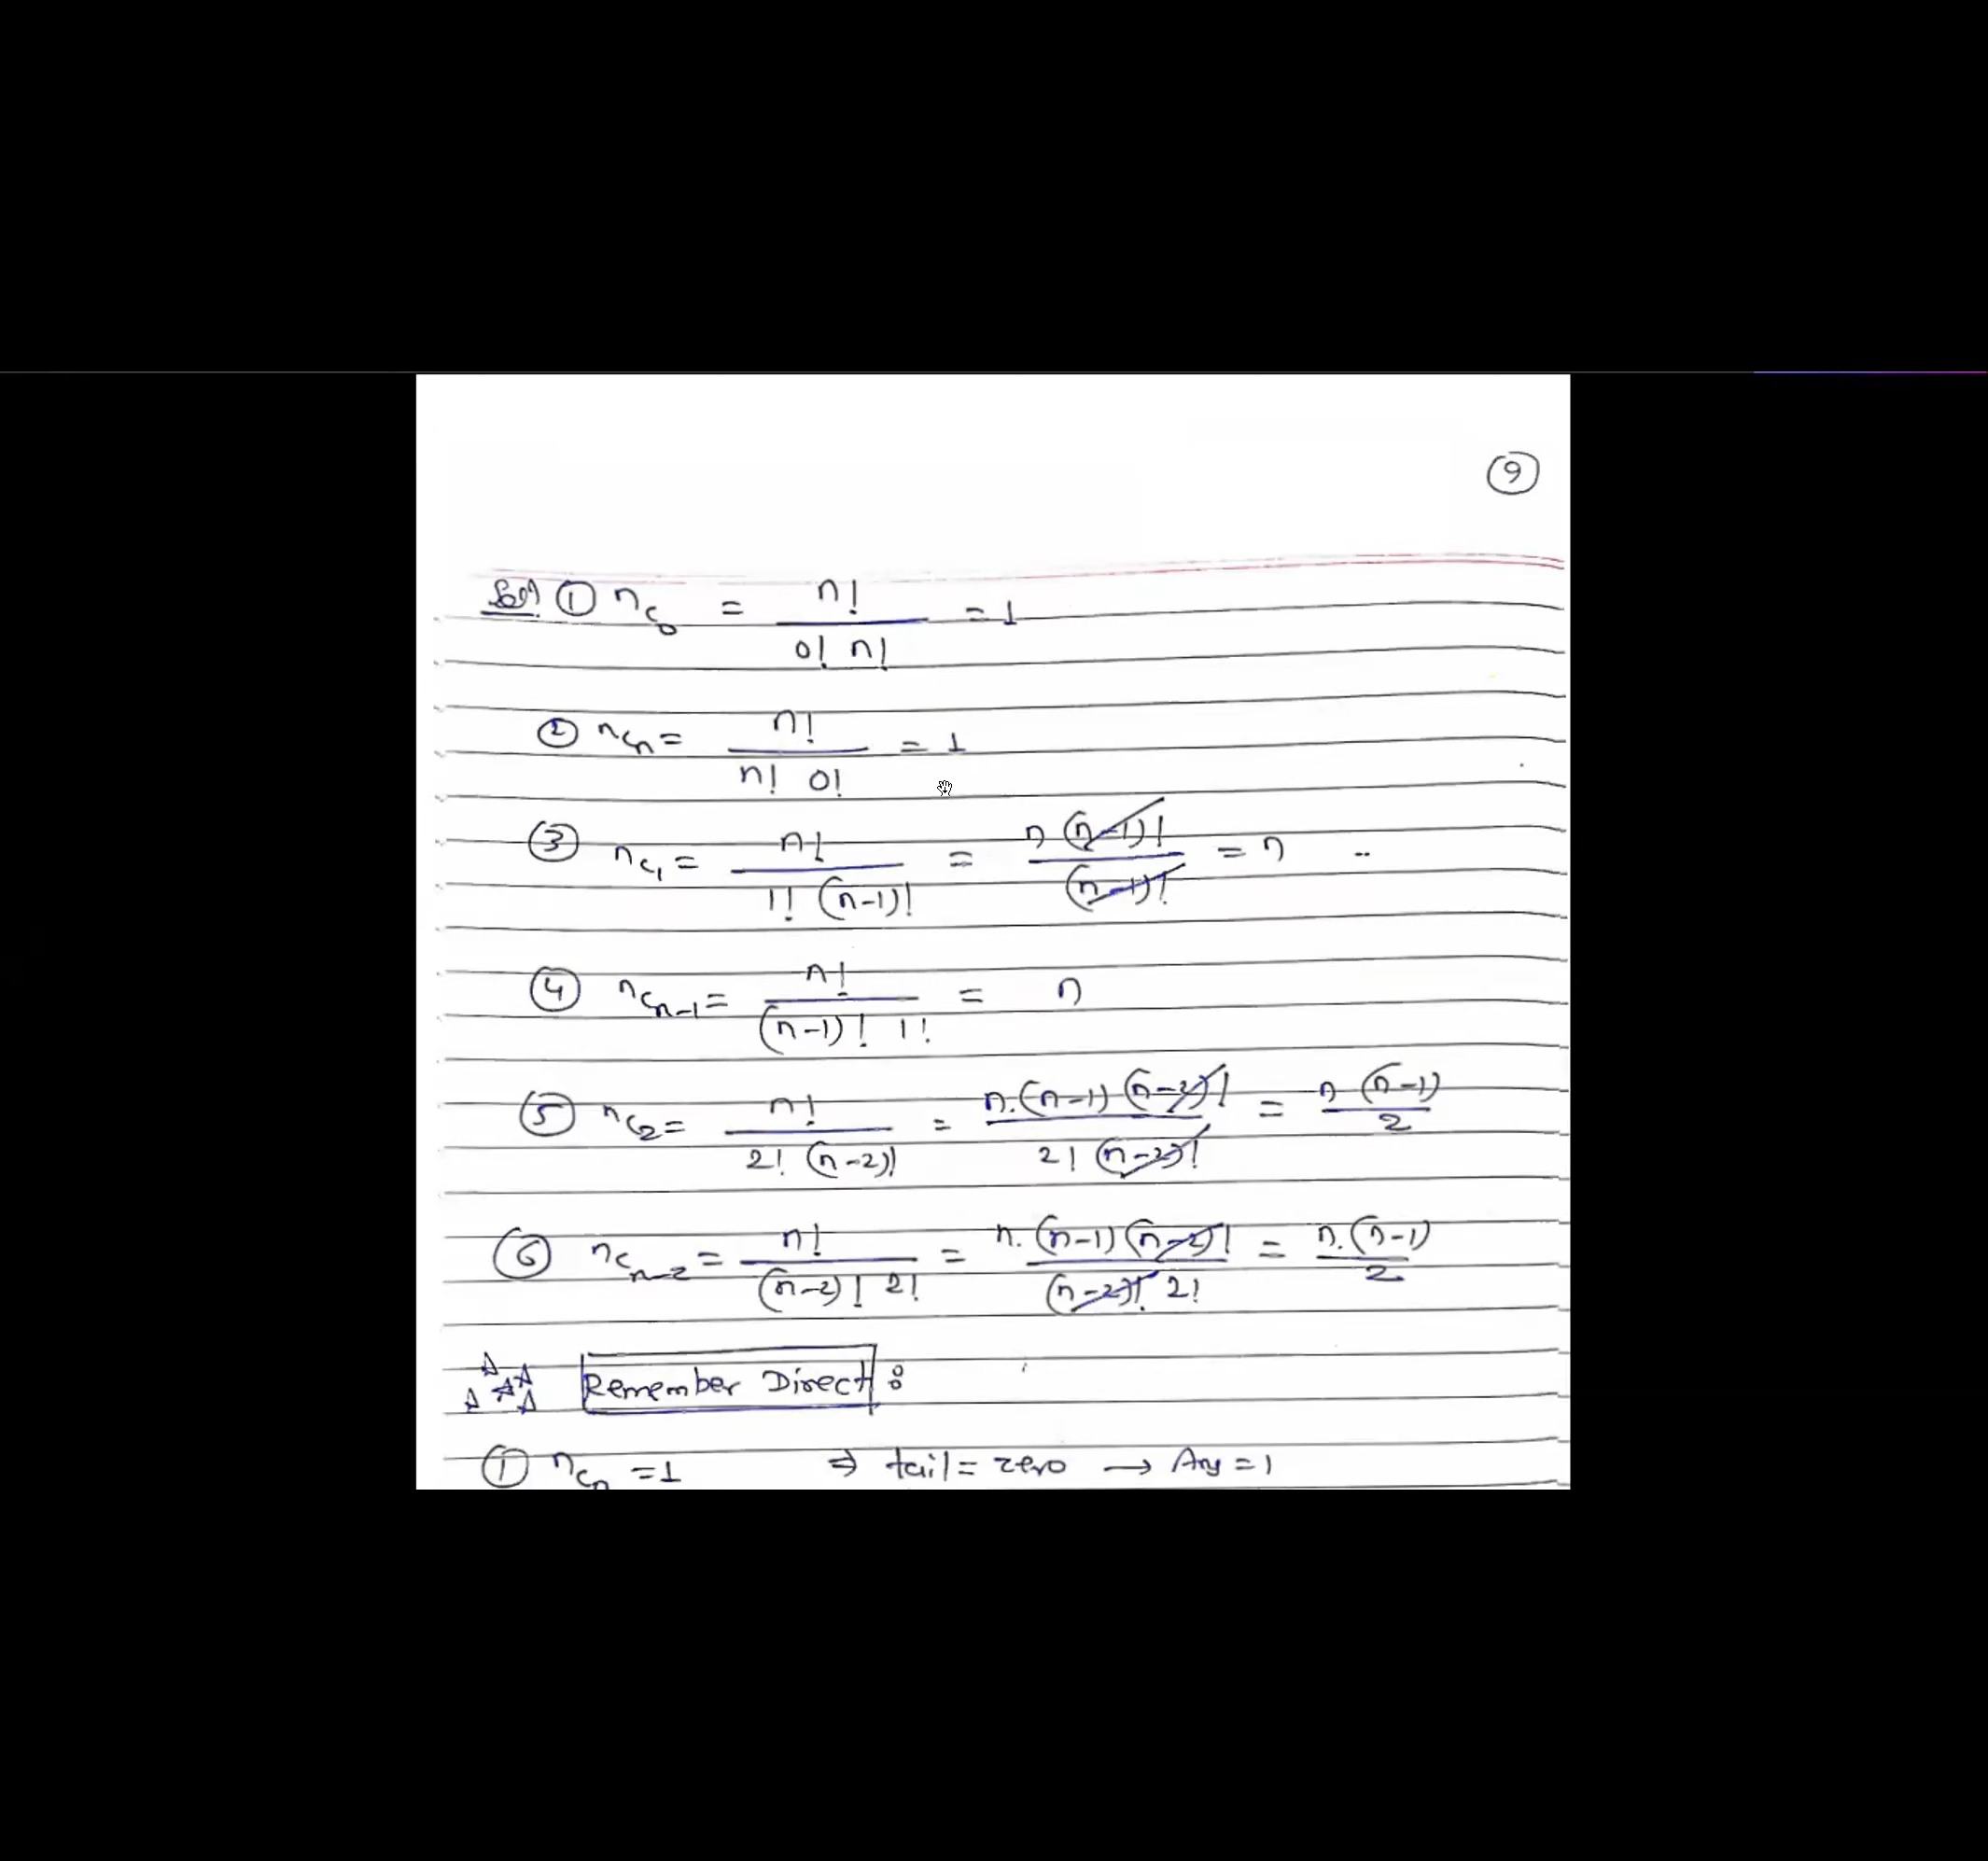 9
Sol^n ① nC0 = n! / 0! n! = 1
② nCn = n! / n! 0! = 1
③ nC1 = n! / 1! (n-1)! = n (n-1)! / (n-1)! = n
④ nCn-1 = n! / (n-1)! 1! = n
⑤ nC2 = n! / 2! (n-2)! = n.(n-1) (n-2)! / 2! (n-2)! = n (n-1) / 2
⑥ nCn-2 = n! / (n-2)! 2! = n.(n-1)(n-2)! / (n-2)! 2! = n.(n-1) / 2
Remember Direct :
① nCn = 1 ⇒ tail = zero → Ans = 1